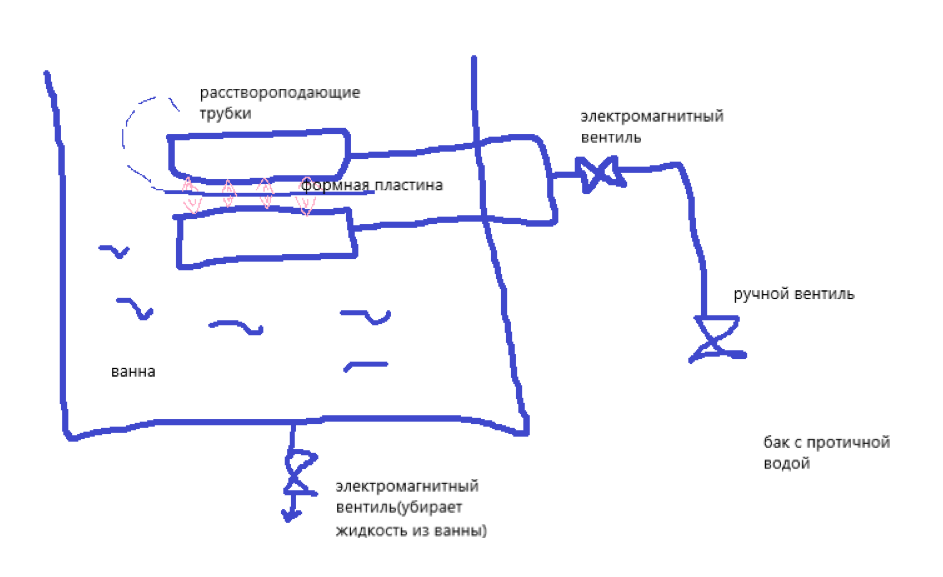 расствороподающие
трубки
электромагнитный
вентиль
формная пластина
ручной вентиль
ванна
бак с протичной
водой
электромагнитный
вентиль(убирает
жидкость из ванны)